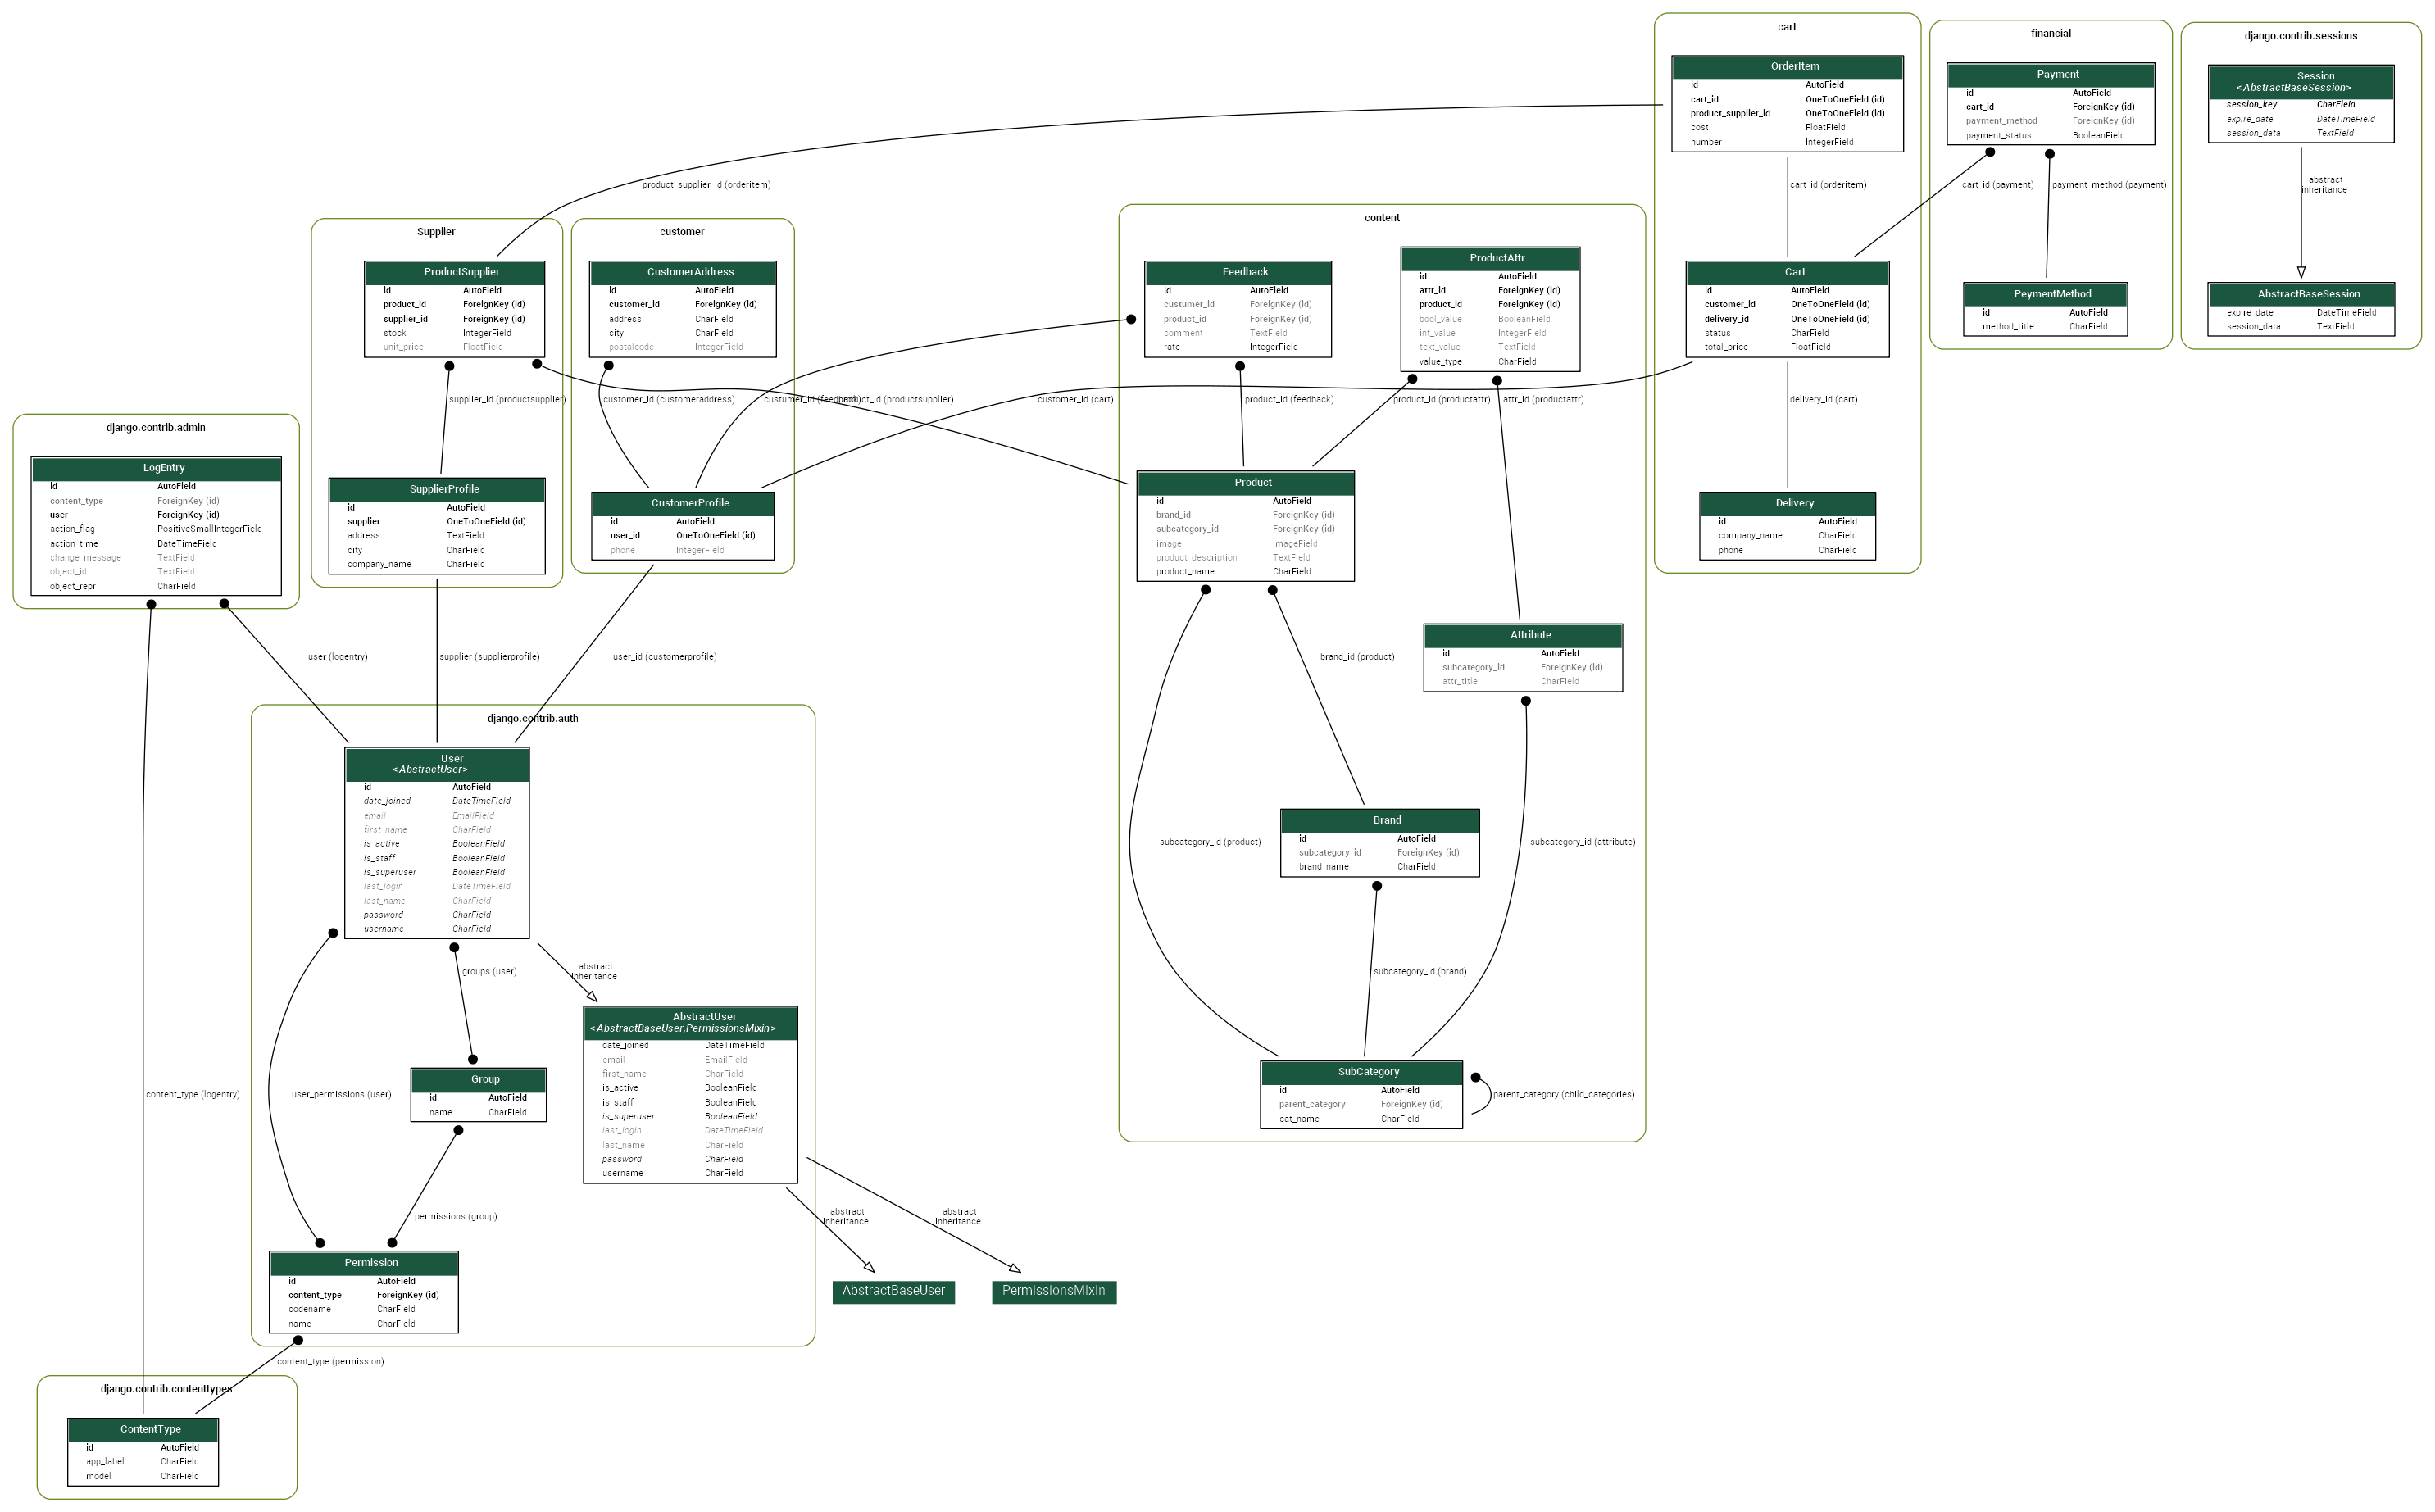 cart
OrderItem
id AutoField
cart_id OneToOneField (id)
product_supplier_id OneToOneField (id)
cost FloatField
number IntegerField
financial
Payment
id AutoField
cart_id ForeignKey (id)
payment_method ForeignKey (id)
payment_status BooleanField
django.contrib.sessions
Session
<AbstractBaseSession>
session_key CharField
expire_date DateTimeField
session_data TextField
product_supplier_id (orderitem)
cart_id (orderitem)
cart_id (payment)
payment_method (payment)
abstract
inheritance
Supplier
ProductSupplier
id AutoField
product_id ForeignKey (id)
supplier_id ForeignKey (id)
stock IntegerField
unit_price FloatField
customer
CustomerAddress
id AutoField
customer_id ForeignKey (id)
address CharField
city CharField
postalcode IntegerField
content
Feedback
id AutoField
custumer_id ForeignKey (id)
product_id ForeignKey (id)
comment TextField
rate IntegerField
ProductAttr
id AutoField
attr_id ForeignKey (id)
product_id ForeignKey (id)
bool_value BooleanField
int_value IntegerField
text_value TextField
value_type CharField
Cart
id AutoField
customer_id OneToOneField (id)
delivery_id OneToOneField (id)
status CharField
total_price FloatField
PeymentMethod
id AutoField
method_title CharField
AbstractBaseSession
expire_date DateTimeField
session_data TextField
supplier_id (productsupplier)
customer_id (customeraddress)
custumer_id (feedback)
product_id (productsupplier)
customer_id (cart)
product_id (feedback)
product_id (productattr)
attr_id (productattr)
delivery_id (cart)
django.contrib.admin
LogEntry
id AutoField
content_type ForeignKey (id)
user ForeignKey (id)
action_flag PositiveSmallIntegerField
action_time DateTimeField
change_message TextField
object_id TextField
object_repr CharField
SupplierProfile
id AutoField
supplier OneToOneField (id)
address TextField
city CharField
company_name CharField
CustomerProfile
id AutoField
user_id OneToOneField (id)
phone IntegerField
Product
id AutoField
brand_id ForeignKey (id)
subcategory_id ForeignKey (id)
image ImageField
product_description TextField
product_name CharField
Delivery
id AutoField
company_name CharField
phone CharField
user (logentry)
supplier (supplierprofile)
user_id (customerprofile)
brand_id (product)
Attribute
id AutoField
subcategory_id ForeignKey (id)
attr_title CharField
django.contrib.auth
User
<AbstractUser>
id AutoField
date_joined DateTimeField
email EmailField
first_name CharField
is_active BooleanField
is_staff BooleanField
is_superuser BooleanField
last_login DateTimeField
last_name CharField
password CharField
username CharField
subcategory_id (product)
Brand
id AutoField
subcategory_id ForeignKey (id)
brand_name CharField
subcategory_id (attribute)
groups (user)
abstract
inheritance
subcategory_id (brand)
AbstractUser
<AbstractBaseUser,PermissionsMixin>
date_joined DateTimeField
email EmailField
first_name CharField
is_active BooleanField
is_staff BooleanField
is_superuser BooleanField
last_login DateTimeField
last_name CharField
password CharField
username CharField
content_type (logentry)
user_permissions (user)
Group
id AutoField
name CharField
SubCategory
id AutoField
parent_category ForeignKey (id)
cat_name CharField
parent_category (child_categories)
permissions (group)
abstract
inheritance
abstract
inheritance
Permission
id AutoField
content_type ForeignKey (id)
codename CharField
name CharField
AbstractBaseUser
PermissionsMixin
content_type (permission)
django.contrib.contenttypes
ContentType
id AutoField
app_label CharField
model CharField